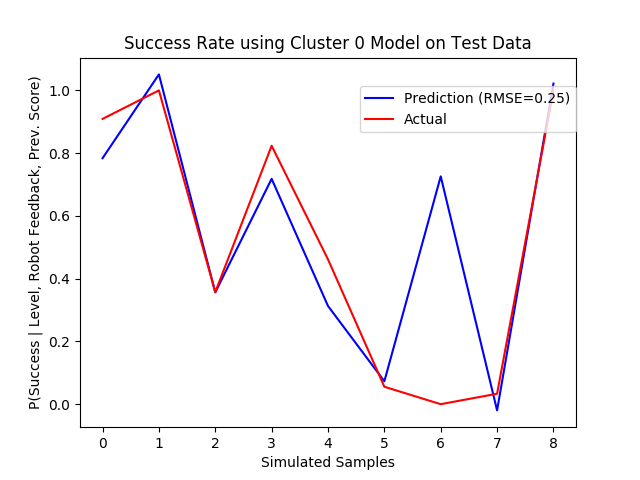 Success Rate using Cluster 0 Model on Test Data
P(Success | Level, Robot Feedback, Prev. Score)
1.0
0.8
0.6
0.4
0.2
0.0
Prediction (RMSE=0.25)
Actual
0 1 2 3 4 5 6 7 8
Simulated Samples